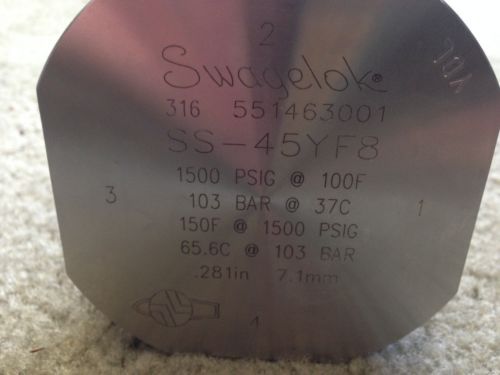 2
Swagelok®
VDL
316 551463001
SS-45YF8
1500 PSIG @ 100F
3 103 BAR @ 37C 1
150F @ 1500 PSIG
65.6C @ 103 BAR
.281in 7.1mm
4